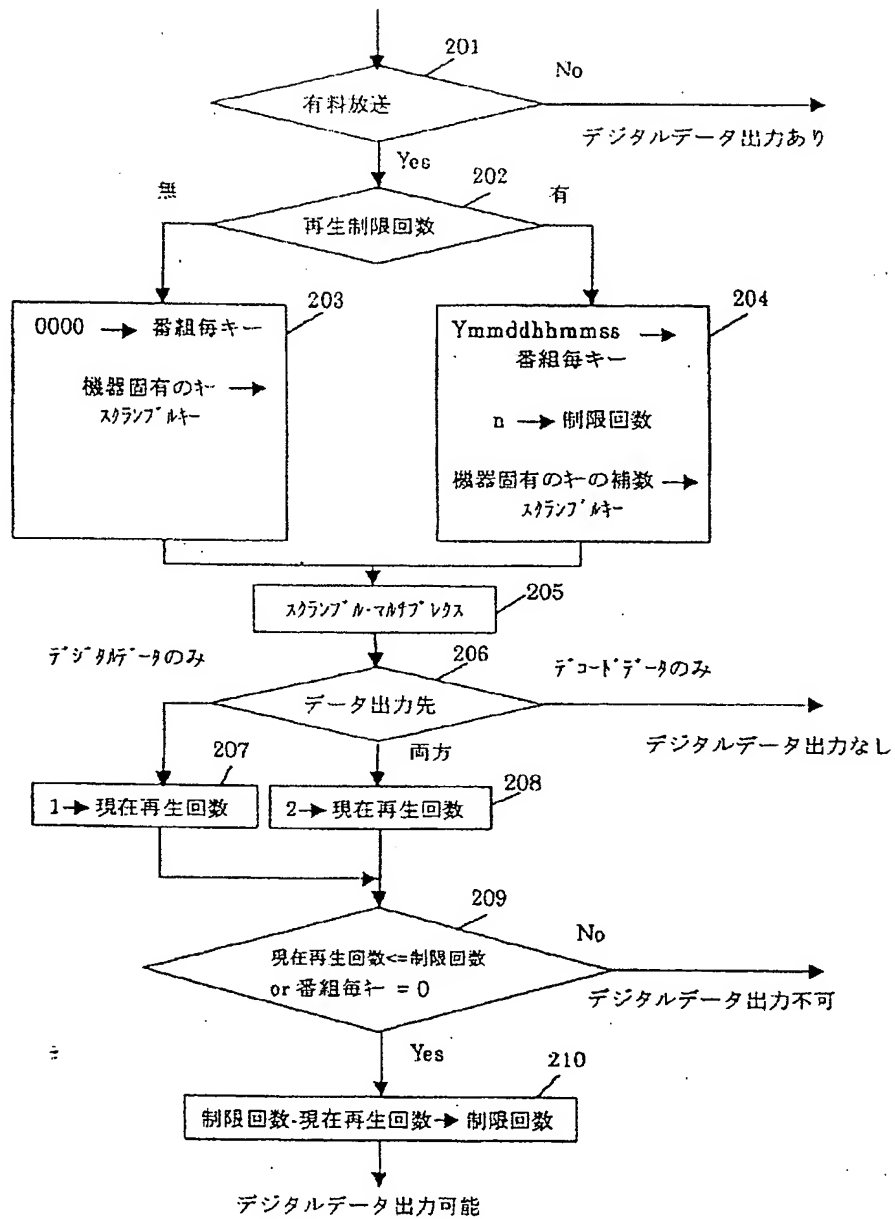 201
No
有料放送
デジタルデータ出力あり
Yes
202
無
有
再生制限回数
203
204
0000 → 番組毎キー
機器固有のキー →
スクランブルキー
Ymmddhhmmss →
番組毎キー
n → 制限回数
機器固有のキーの補数 →
スクランブルキー
スクランブル・マルチプレクス
205
デジタルデータのみ
206
デコードデータのみ
データ出力先
デジタルデータ出力なし
両方
207
208
1→現在再生回数
2→現在再生回数
209
No
現在再生回数<=制限回数
or 番組毎キー = 0
デジタルデータ出力不可
Yes
210
制限回数-現在再生回数→制限回数
デジタルデータ出力可能